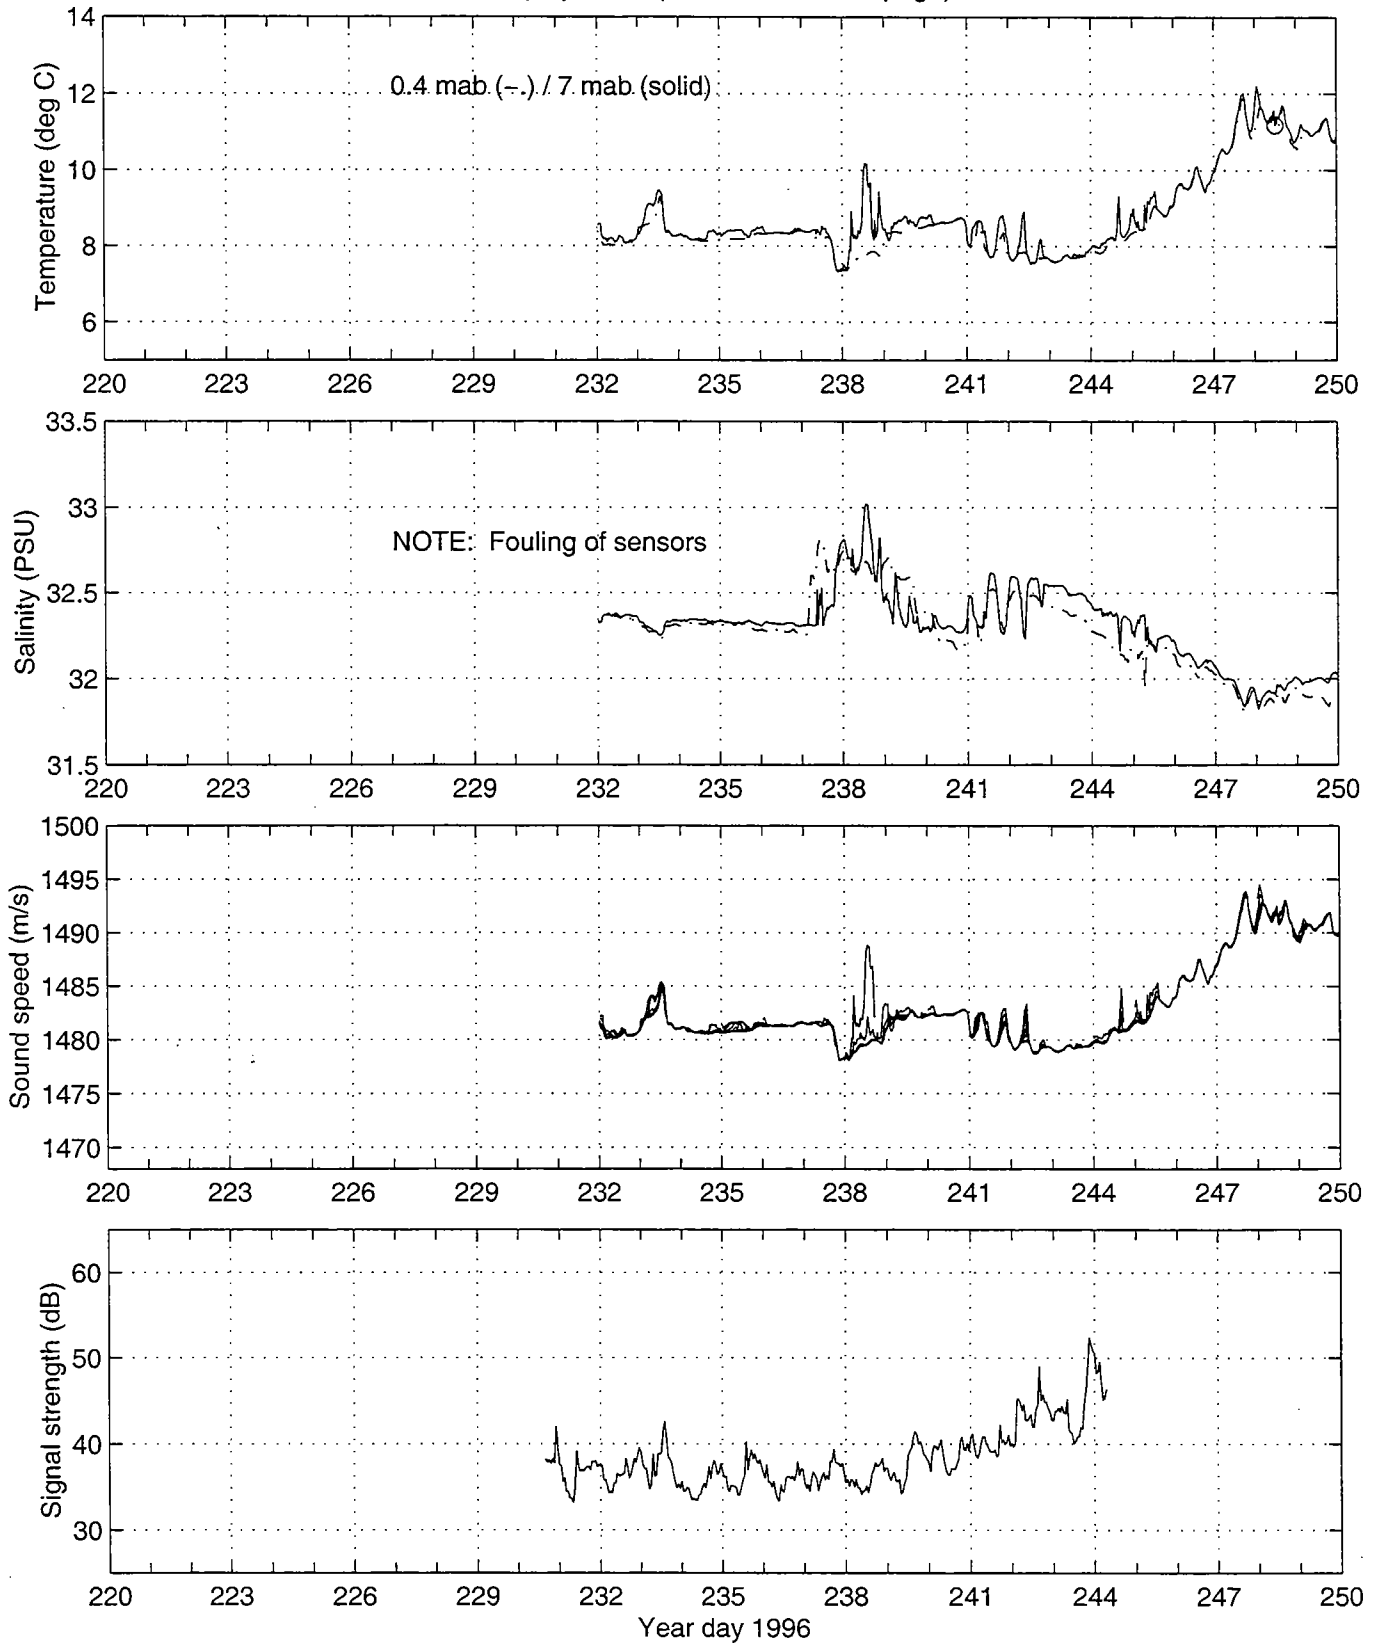 14
12
10
8
6
Temperature (deg C)
0.4 mab (-.) / 7 mab (solid)
220 223 226 229 232 235 238 241 244 247 250
33.5
33
32.5
32
31.5
Salinity (PSU)
NOTE: Fouling of sensors
220 223 226 229 232 235 238 241 244 247 250
1500
1495
1490
1485
1480
1475
1470
Sound speed (m/s)
220 223 226 229 232 235 238 241 244 247 250
60
50
40
30
Signal strength (dB)
220 223 226 229 232 235 238 241 244 247 250
Year day 1996